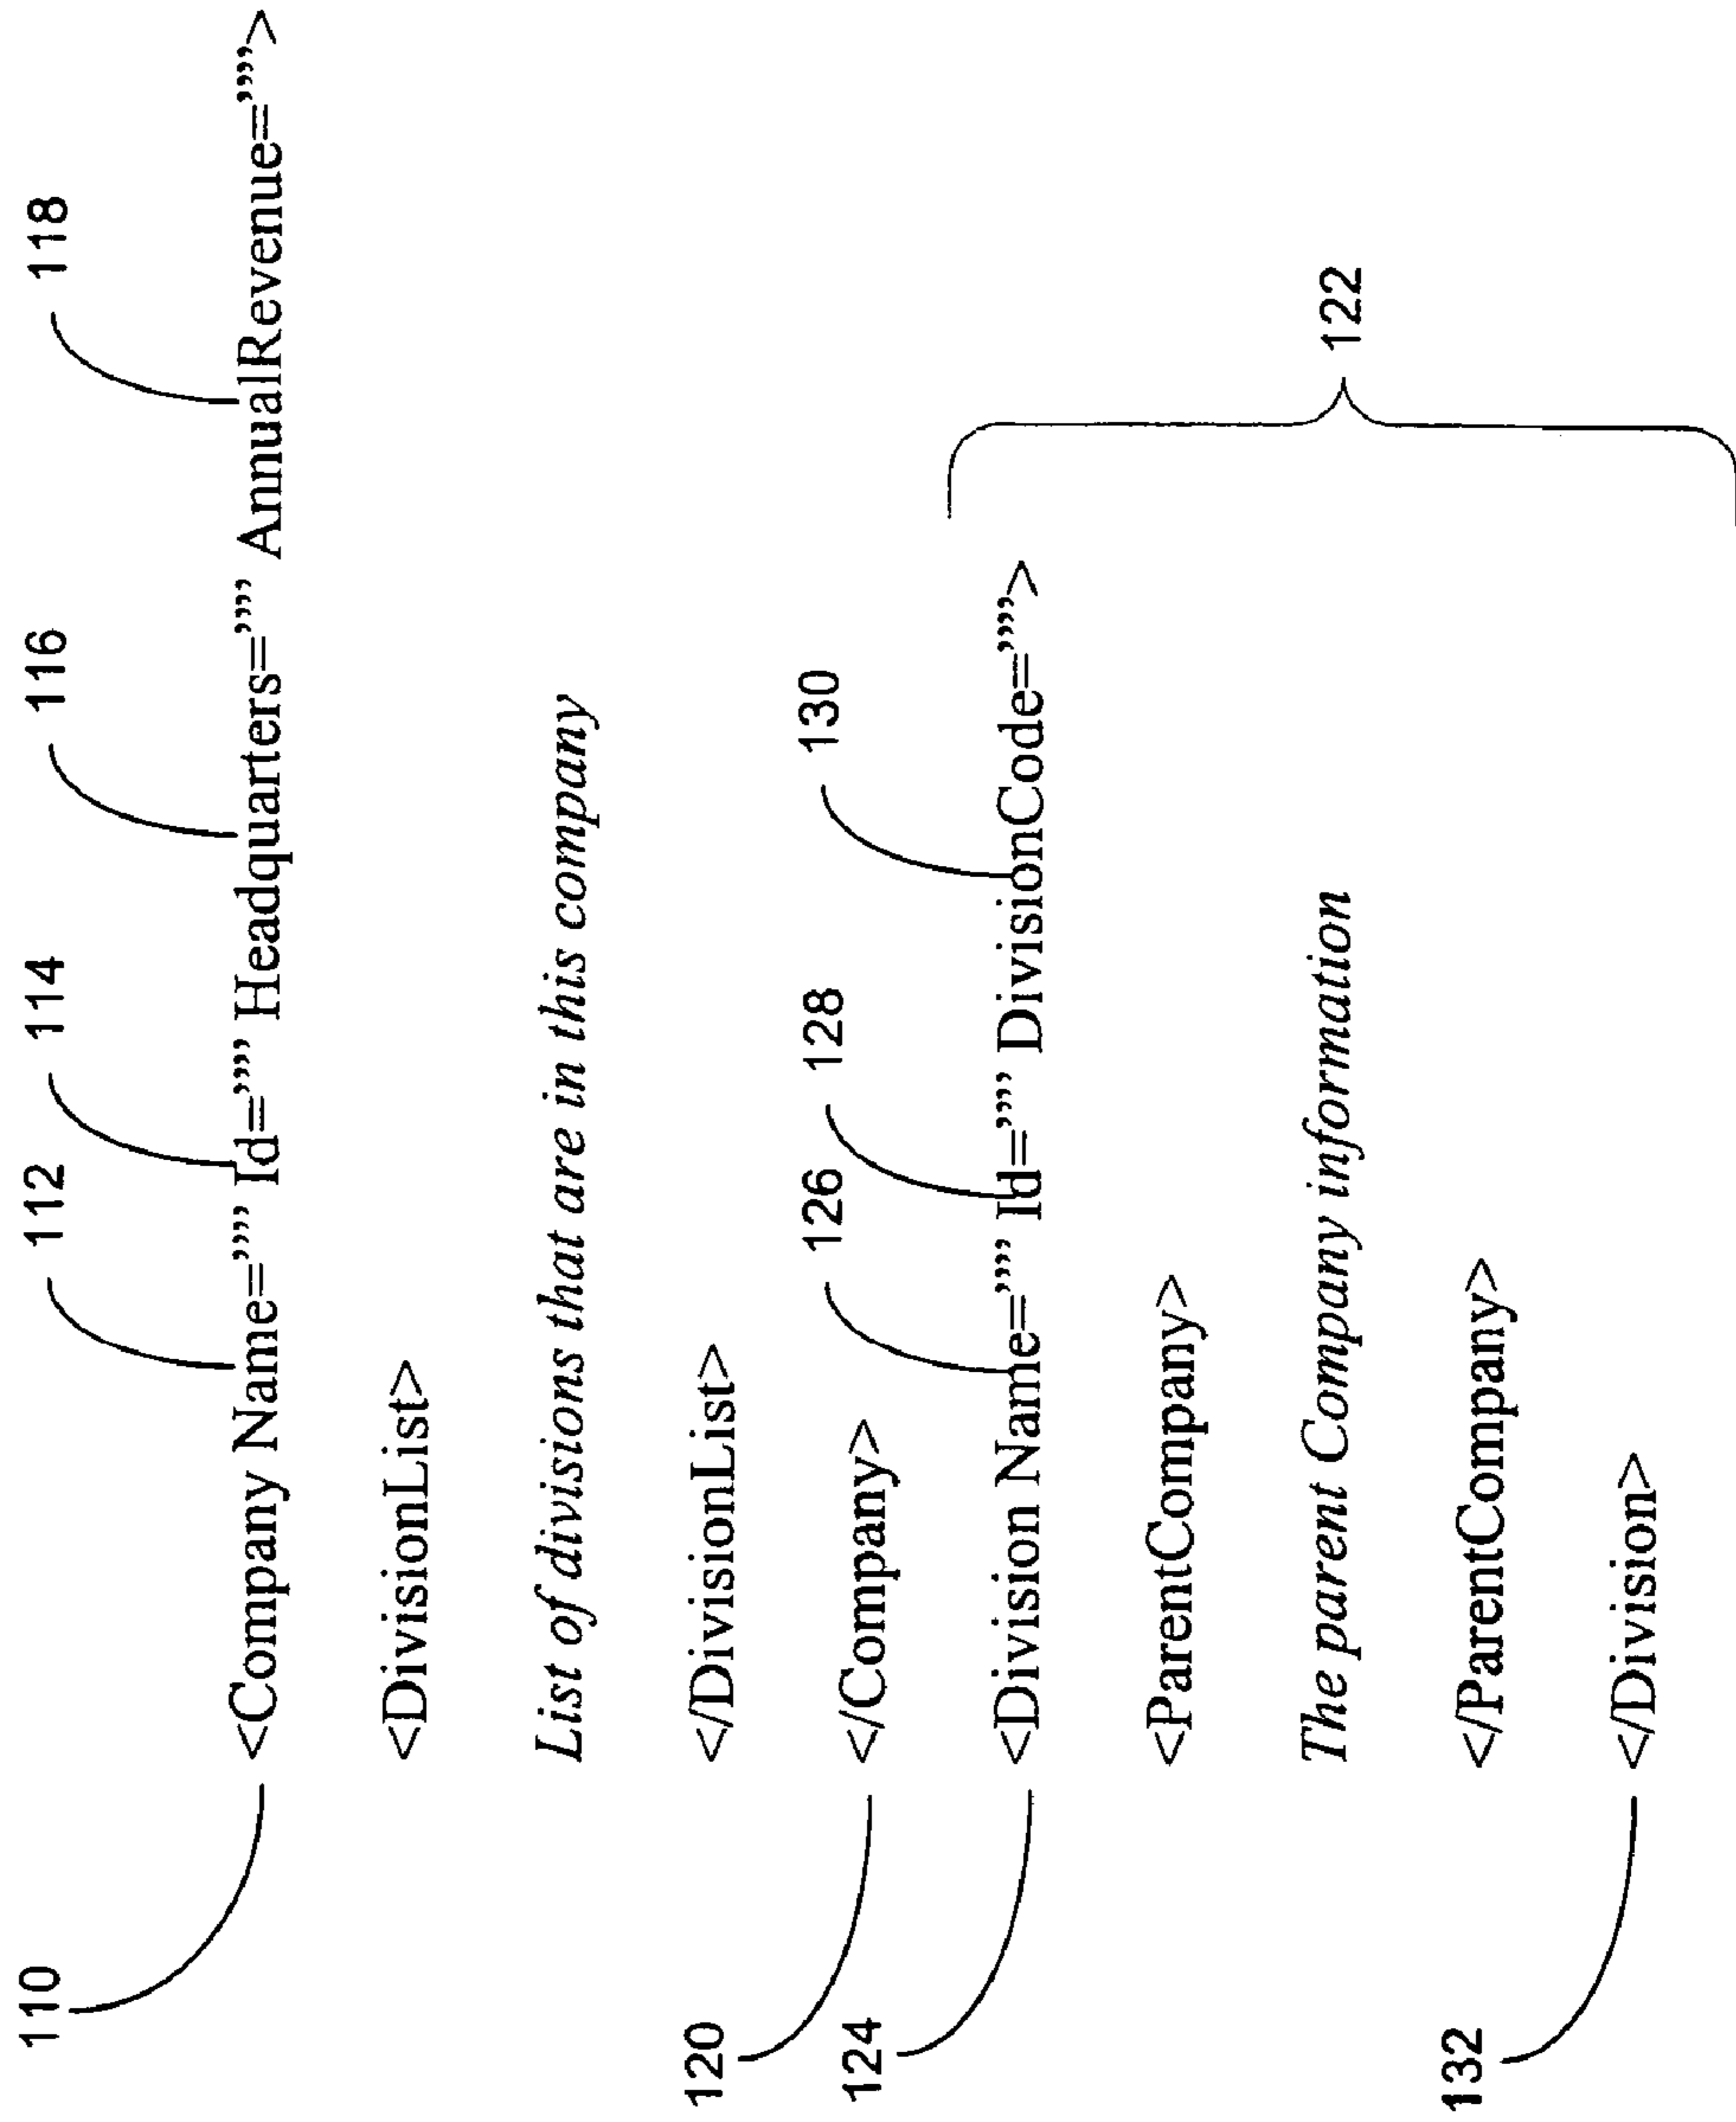 110
112 114 116 118
<Company Name=”” Id=”” Headquarters=”” AnnualRevenue=””>
<DivisionList>
List of divisions that are in this company
</DivisionList>
120
</Company>
124 126 128 130
<Division Name=”” Id=”” DivisionCode=””>
<ParentCompany>
122
The parent Company information
</ParentCompany>
132
</Division>